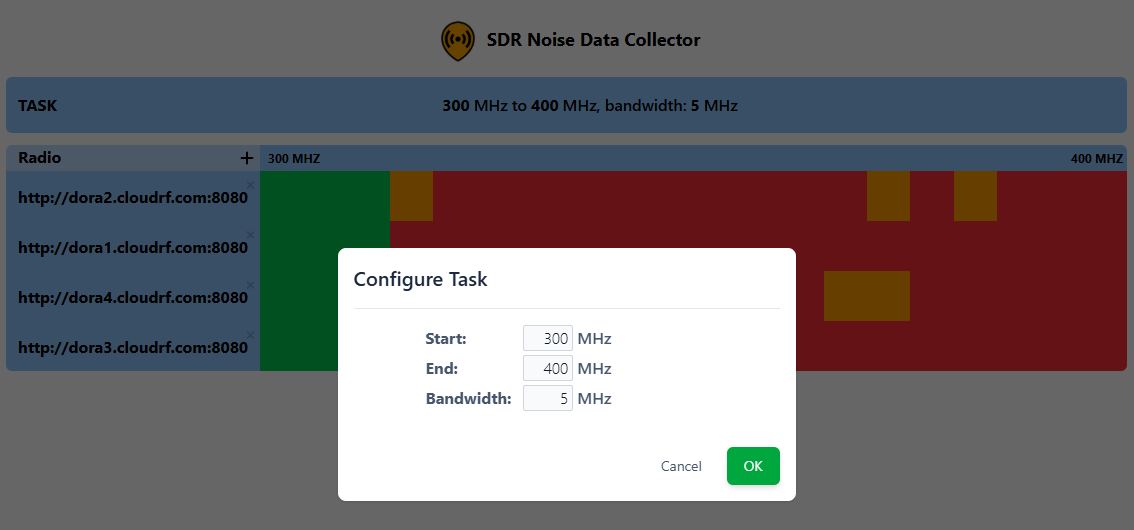 SDR Noise Data Collector
TASK 300 MHz to 400 MHz, bandwidth: 5 MHz
Radio + 300 MHZ 400 MHZ
http://dora2.cloudrf.com:8080
http://dora1.cloudrf.com:8080
http://dora4.cloudrf.com:8080
http://dora3.cloudrf.com:8080
Configure Task
Start: 300 MHz
End: 400 MHz
Bandwidth: 5 MHz
Cancel OK